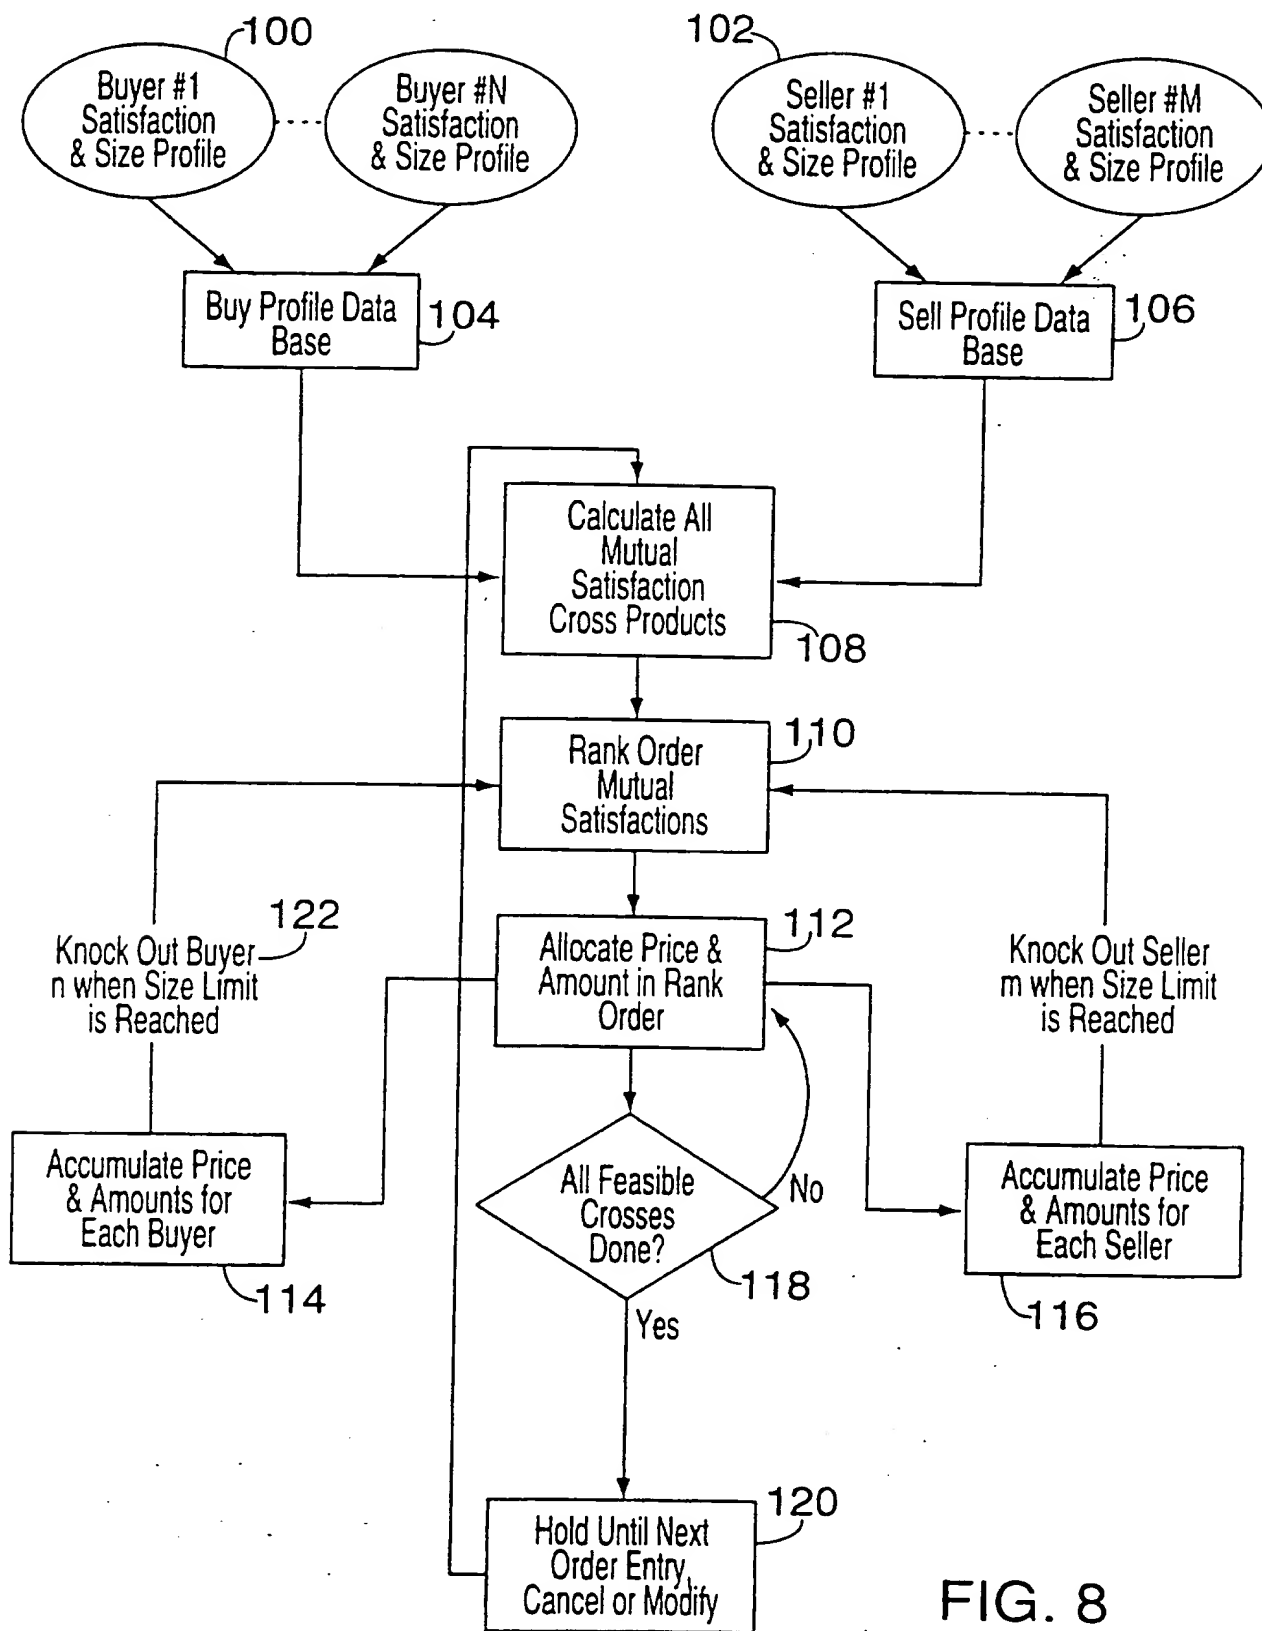 100
102
Buyer #1
Satisfaction
& Size Profile
Buyer #N
Satisfaction
& Size Profile
Seller #1
Satisfaction
& Size Profile
Seller #M
Satisfaction
& Size Profile
Buy Profile Data
Base
104
Sell Profile Data
Base
106
Calculate All
Mutual
Satisfaction
Cross Products
108
Rank Order
Mutual
Satisfactions
110
Knock Out Buyer
n when Size Limit
is Reached
122
Allocate Price &
Amount in Rank
Order
112
Knock Out Seller
m when Size Limit
is Reached
Accumulate Price
& Amounts for
Each Buyer
114
All Feasible
Crosses
Done?
No
118
Yes
Accumulate Price
& Amounts for
Each Seller
116
Hold Until Next
Order Entry,
Cancel or Modify
120
FIG. 8